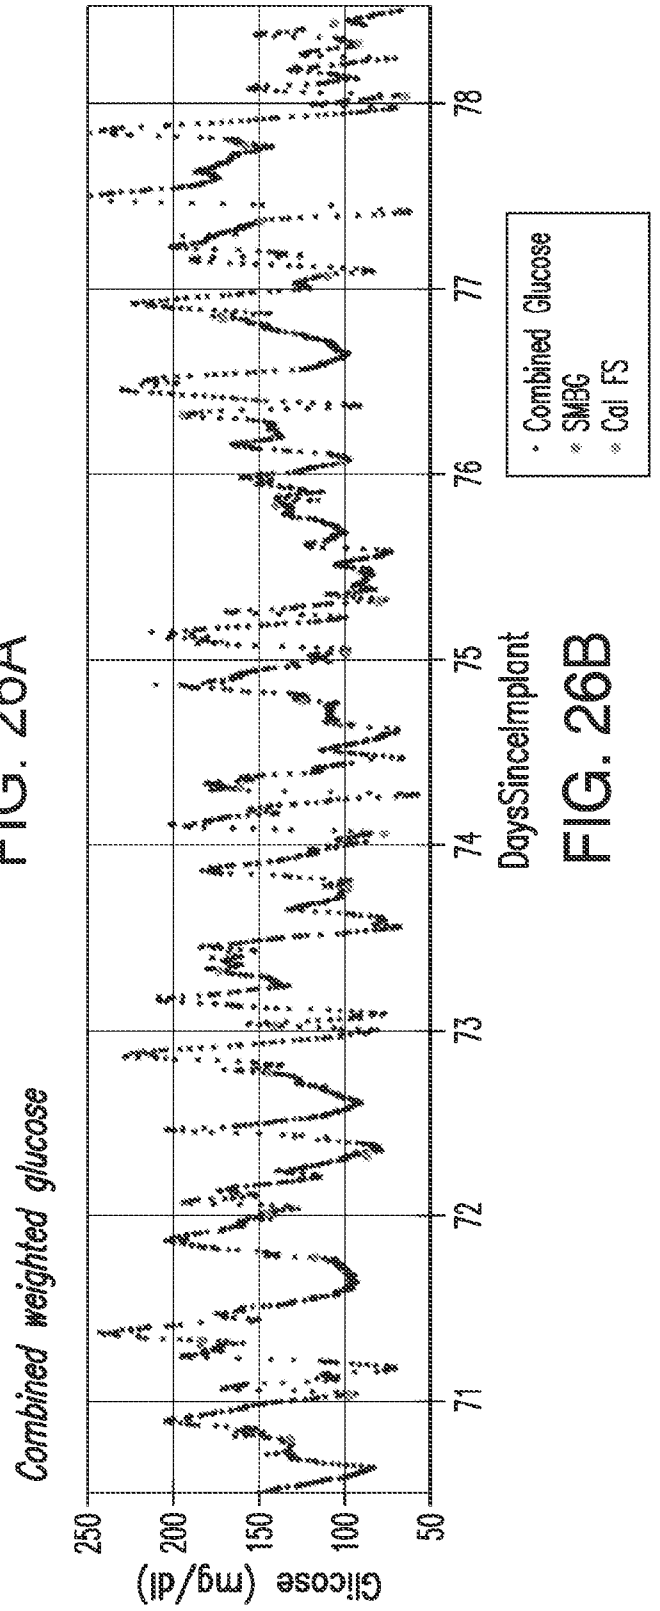 FIG. 26A
Combined weighted glucose
Glicose (mg/dl)
250
200
150
100
50
71
72
73
74
75
76
77
78
DaysSinceImplant
Combined Glucose
SMBG
Cal FS
FIG. 26B